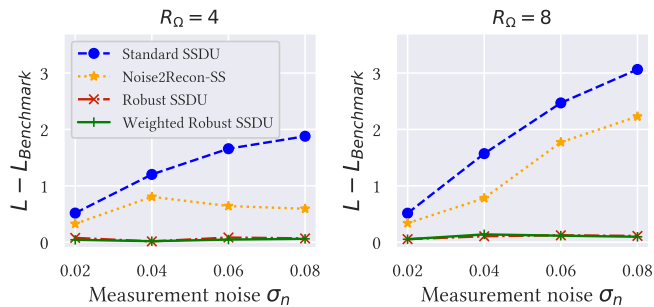 R_Ω = 4
L − L_Benchmark
3
2
1
0
Standard SSDU
Noise2Recon-SS
Robust SSDU
Weighted Robust SSDU
0.02 0.04 0.06 0.08
Measurement noise σ_n
R_Ω = 8
L − L_Benchmark
3
2
1
0
0.02 0.04 0.06 0.08
Measurement noise σ_n